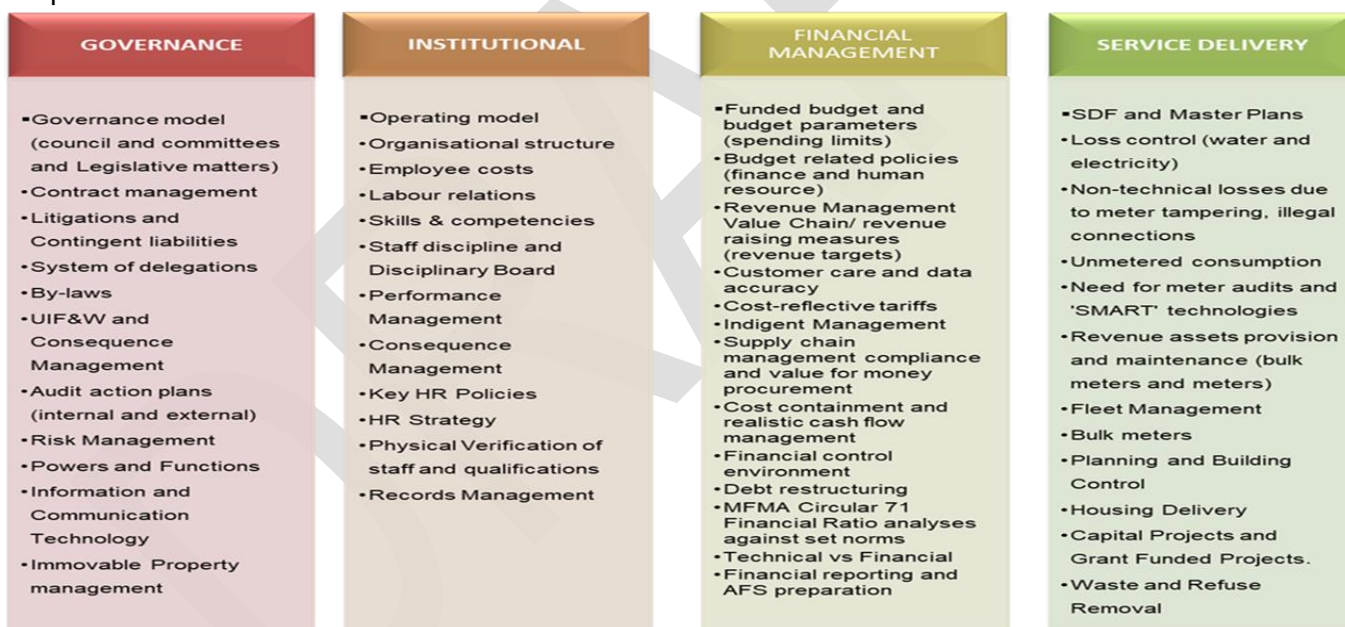 GOVERNANCE
▪Governance model
(council and committees
and Legislative matters)
•Contract management
•Litigations and
Contingent liabilities
•System of delegations
•By-laws
•UIF&W and
Consequence
Management
•Audit action plans
(internal and external)
•Risk Management
•Powers and Functions
•Information and
Communication
Technology
•Immovable Property
management
INSTITUTIONAL
▪Operating model
•Organisational structure
•Employee costs
•Labour relations
•Skills & competencies
•Staff discipline and
Disciplinary Board
•Performance
Management
•Consequence
Management
•Key HR Policies
•HR Strategy
•Physical Verification of
staff and qualifications
•Records Management
FINANCIAL
MANAGEMENT
▪Funded budget and
budget parameters
(spending limits)
•Budget related policies
(finance and human
resource)
•Revenue Management
Value Chain/ revenue
raising measures
(revenue targets)
•Customer care and data
accuracy
•Cost-reflective tariffs
•Indigent Management
•Supply chain
management compliance
and value for money
procurement
•Cost containment and
realistic cash flow
management
•Financial control
environment
•Debt restructuring
•MFMA Circular 71
Financial Ratio analyses
against set norms
•Technical vs Financial
•Financial reporting and
AFS preparation
SERVICE DELIVERY
▪SDF and Master Plans
•Loss control (water and
electricity)
•Non-technical losses due
to meter tampering, illegal
connections
•Unmetered consumption
•Need for meter audits and
'SMART' technologies
•Revenue assets provision
and maintenance (bulk
meters and meters)
•Fleet Management
•Bulk meters
•Planning and Building
Control
•Housing Delivery
•Capital Projects and
Grant Funded Projects.
•Waste and Refuse
Removal